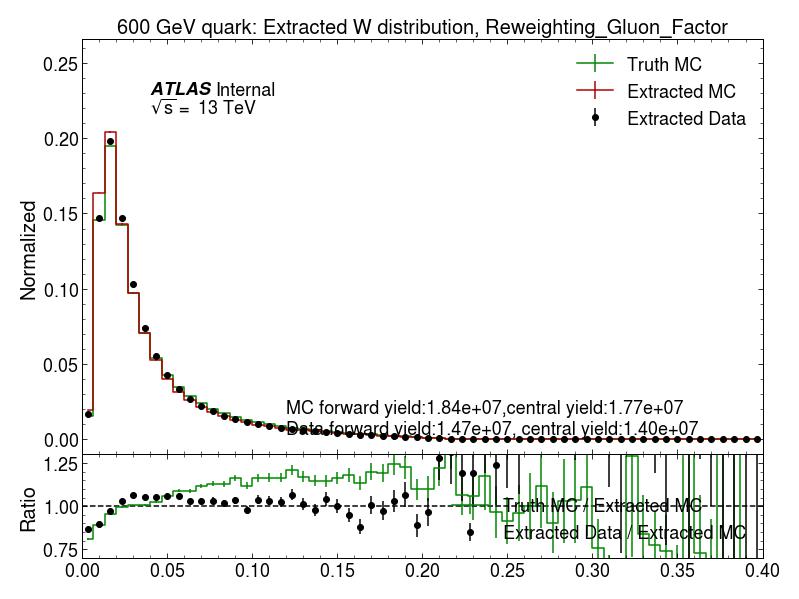 600 GeV quark: Extracted W distribution, Reweighting_Gluon_Factor
ATLAS Internal
√s = 13 TeV
Truth MC
Extracted MC
Extracted Data
Normalized
0.25
0.20
0.15
0.10
0.05
0.00
MC forward yield:1.84e+07,central yield:1.77e+07
Data forward yield:1.47e+07, central yield:1.40e+07
Ratio
1.25
1.00
0.75
Truth MC / Extracted MC
Extracted Data / Extracted MC
0.00 0.05 0.10 0.15 0.20 0.25 0.30 0.35 0.40